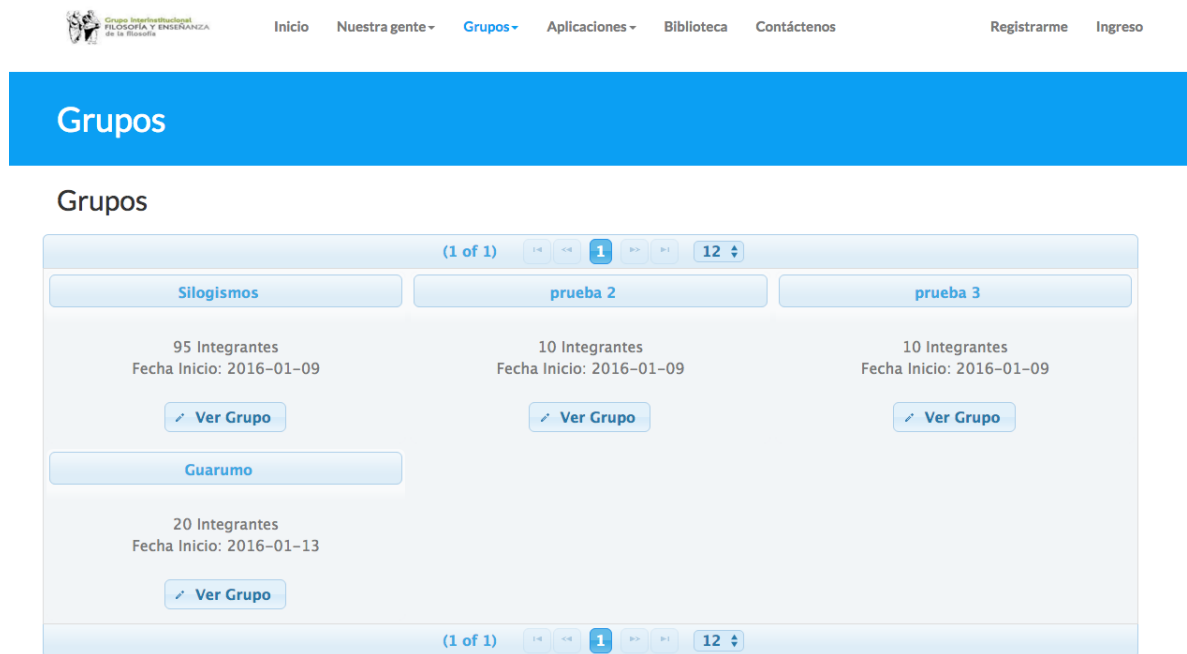 Grupo Interinstitucional
FILOSOFÍA Y ENSEÑANZA
de la filosofía
Inicio Nuestra gente Grupos Aplicaciones Biblioteca Contáctenos Registrarme Ingreso
Grupos
Grupos
(1 of 1) 1 12
Silogismos prueba 2 prueba 3
95 Integrantes 10 Integrantes 10 Integrantes
Fecha Inicio: 2016-01-09 Fecha Inicio: 2016-01-09 Fecha Inicio: 2016-01-09
Ver Grupo Ver Grupo Ver Grupo
Guarumo
20 Integrantes
Fecha Inicio: 2016-01-13
Ver Grupo
(1 of 1) 1 12